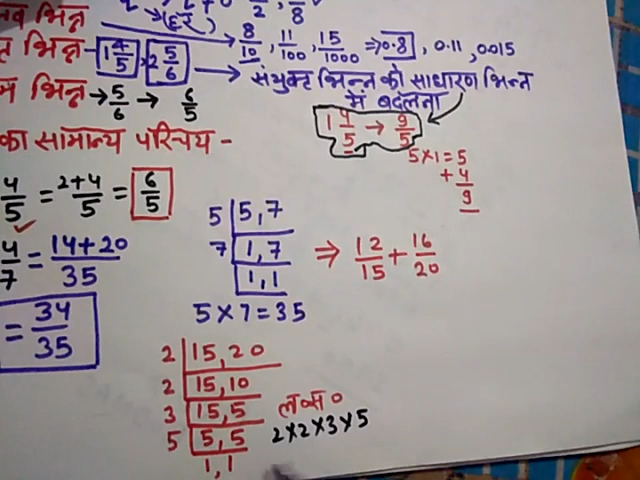 भिन्न (हर) 8/10, 11/100, 15/1000 ⇒ 0.8, 0.11, 0.015
भिन्न - 1 4/5, 2 5/6 → संयुक्त भिन्न को साधारण भिन्न
में बदलना
भिन्न → 5/6 → 6/5
1 4/5 → 9/5
का सामान्य परिचय -
5×1=5
+4
9
4/5 = 2+4/5 = 6/5
5 | 5,7
7 | 1,7
1,1
5×7=35
4/7 = 14+20/35
⇒ 12/15 + 16/20
= 34/35
2 | 15,20
2 | 15,10
3 | 15,5
5 | 5,5
1,1
ल०स०
2×2×3×5